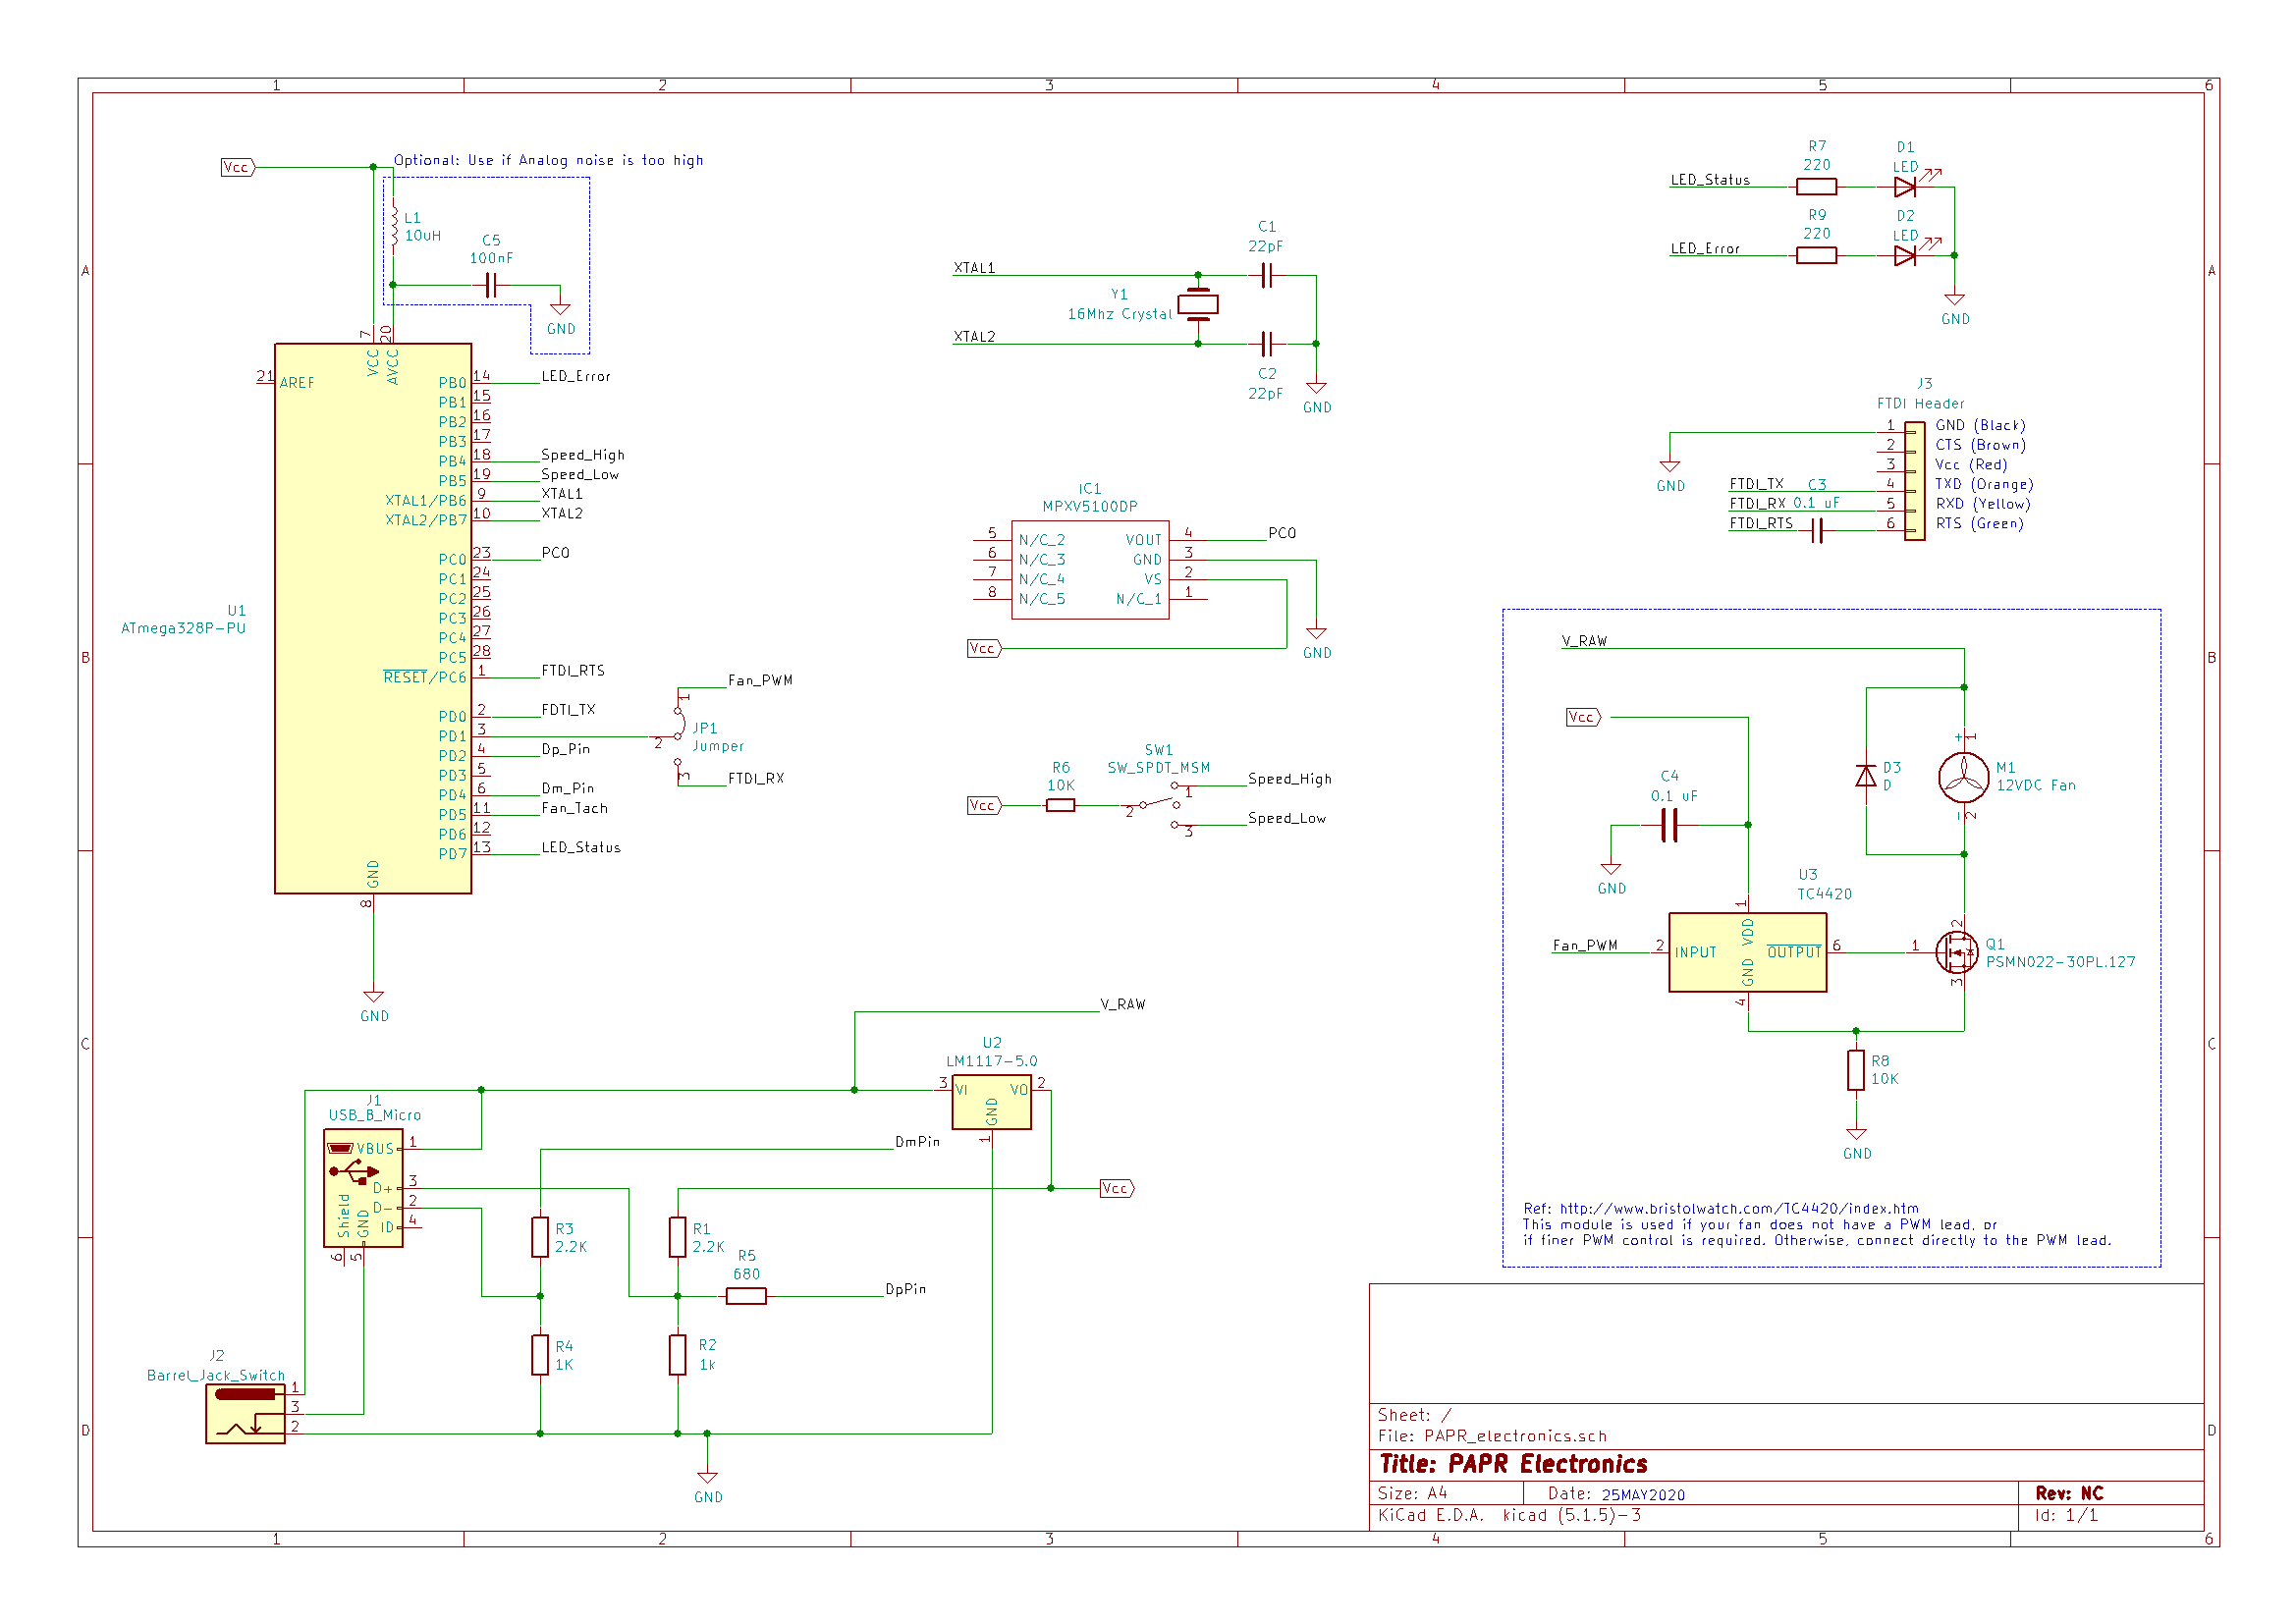 1 2 3 4 5 6
A
B
C
D
Vcc
Optional: Use if Analog noise is too high
L1
10uH
C5
100nF
GND
7
20
VCC
AVCC
21 AREF
PB0 14 LED_Error
PB1 15
PB2 16
PB3 17
PB4 18 Speed_High
PB5 19 Speed_Low
XTAL1/PB6 9 XTAL1
XTAL2/PB7 10 XTAL2
PC0 23 PC0
PC1 24
PC2 25
PC3 26
PC4 27
PC5 28
RESET/PC6 1 FTDI_RTS
PD0 2 FDTI_TX
PD1 3
PD2 4 Dp_Pin
PD3 5
PD4 6 Dm_Pin
PD5 11 Fan_Tach
PD6 12
PD7 13 LED_Status
U1
ATmega328P-PU
GND
8
GND
Fan_PWM
1
JP1
Jumper
2
3
FTDI_RX
XTAL1
C1
22pF
Y1
16Mhz Crystal
XTAL2
C2
22pF
GND
IC1
MPXV5100DP
5 N/C_2 VOUT 4 PC0
6 N/C_3 GND 3
7 N/C_4 VS 2
8 N/C_5 N/C_1 1
Vcc
GND
R6
10K
Vcc
SW1
SW_SPDT_MSM
Speed_High
1
2
3
Speed_Low
R7
220
D1
LED
LED_Status
R9
220
D2
LED
LED_Error
GND
J3
FTDI Header
1 GND (Black)
2 CTS (Brown)
3 Vcc (Red)
FTDI_TX 4 TXD (Orange)
FTDI_RX 5 RXD (Yellow)
FTDI_RTS 6 RTS (Green)
C3
0.1 uF
GND
V_RAW
Vcc
+ 1
M1
12VDC Fan
- 2
D3
D
C4
0.1 uF
GND
U3
TC4420
1
VDD
Fan_PWM 2 INPUT OUTPUT 6
GND
4
1
2
Q1
PSMN022-30PL.127
3
R8
10K
GND
Ref: http://www.bristolwatch.com/TC4420/index.htm
This module is used if your fan does not have a PWM lead, or
if finer PWM control is required. Otherwise, connect directly to the PWM lead.
V_RAW
U2
LM1117-5.0
3 VI VO 2
GND
1
J1
USB_B_Micro
VBUS 1
D+ 3
D- 2
ID 4
Shield
GND
6
5
DmPin
Vcc
R3
2.2K
R1
2.2K
R5
680
DpPin
R4
1K
R2
1k
J2
Barrel_Jack_Switch
1
3
2
GND
Sheet: /
File: PAPR_electronics.sch
Title: PAPR Electronics
Size: A4 Date: 25MAY2020 Rev: NC
KiCad E.D.A. kicad (5.1.5)-3 Id: 1/1
A
B
C
D
1 2 3 4 5 6